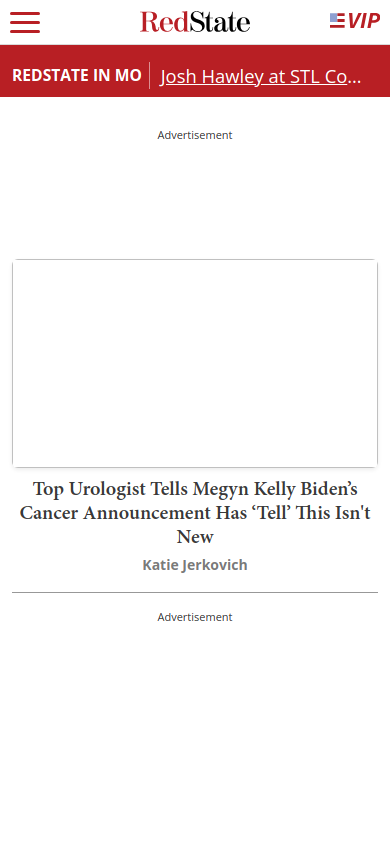 RedState
VIP
REDSTATE IN MO
Josh Hawley at STL Co...
Advertisement
Top Urologist Tells Megyn Kelly Biden’s
Cancer Announcement Has ‘Tell’ This Isn't
New
Katie Jerkovich
Advertisement